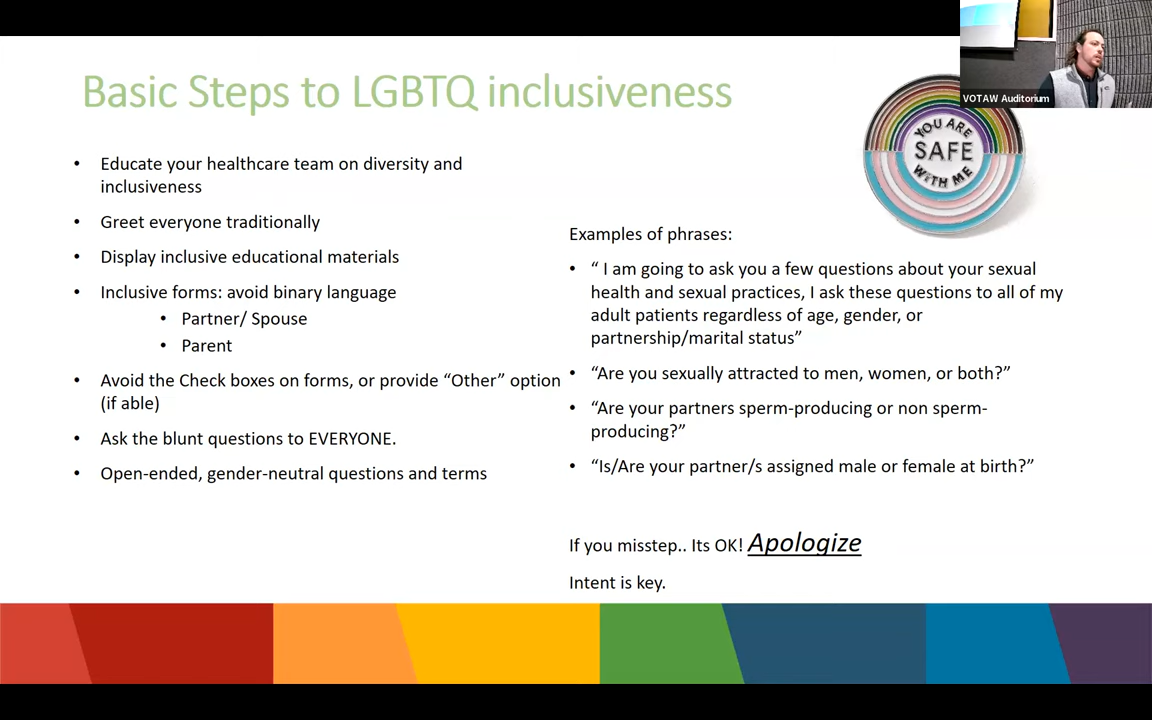 Basic Steps to LGBTQ inclusiveness
VOTAW Auditorium
YOU ARE
SAFE
WITH ME
• Educate your healthcare team on diversity and
inclusiveness
• Greet everyone traditionally
• Display inclusive educational materials
• Inclusive forms: avoid binary language
• Partner/ Spouse
• Parent
• Avoid the Check boxes on forms, or provide “Other” option
(if able)
• Ask the blunt questions to EVERYONE.
• Open-ended, gender-neutral questions and terms
Examples of phrases:
• “ I am going to ask you a few questions about your sexual
health and sexual practices, I ask these questions to all of my
adult patients regardless of age, gender, or
partnership/marital status”
• “Are you sexually attracted to men, women, or both?”
• “Are your partners sperm-producing or non sperm-
producing?”
• “Is/Are your partner/s assigned male or female at birth?”
If you misstep.. Its OK! Apologize
Intent is key.